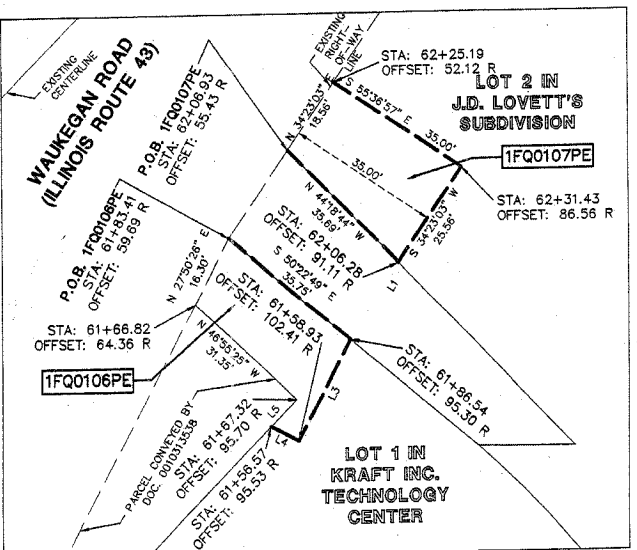 EXISTING
CENTERLINE
WAUKEGAN ROAD
(ILLINOIS ROUTE 43)
P.O.B. 1FQ0107PE
STA: 62+06.93
OFFSET: 55.43 R
EXISTING
RIGHT-
OF-WAY
LINE
STA: 62+25.19
OFFSET: 52.12 R
LOT 2 IN
J.D. LOVETT'S
SUBDIVISION
N 34°23'03" E
18.56'
S 55°36'57" E
35.00'
35.00'
1FQ0107PE
STA: 62+31.43
OFFSET: 86.56 R
S 34°23'03" W
25.56'
N 44°18'44" W
35.69'
STA: 62+06.28
OFFSET: 91.11 R
L1
P.O.B. 1FQ0106PE
STA: 61+83.41
OFFSET: 59.69 R
N 27°50'26" E
16.30'
S 50°22'49" E
35.75'
STA: 61+58.93
OFFSET: 102.41 R
STA: 61+66.82
OFFSET: 64.36 R
N 46°55'25" W
31.35'
1FQ0106PE
STA: 61+86.54
OFFSET: 95.30 R
L3
L5
L4
PARCEL CONVEYED BY
DOC. 0010313538
STA: 61+67.32
OFFSET: 95.70 R
STA: 61+56.57
OFFSET: 95.53 R
LOT 1 IN
KRAFT INC.
TECHNOLOGY
CENTER